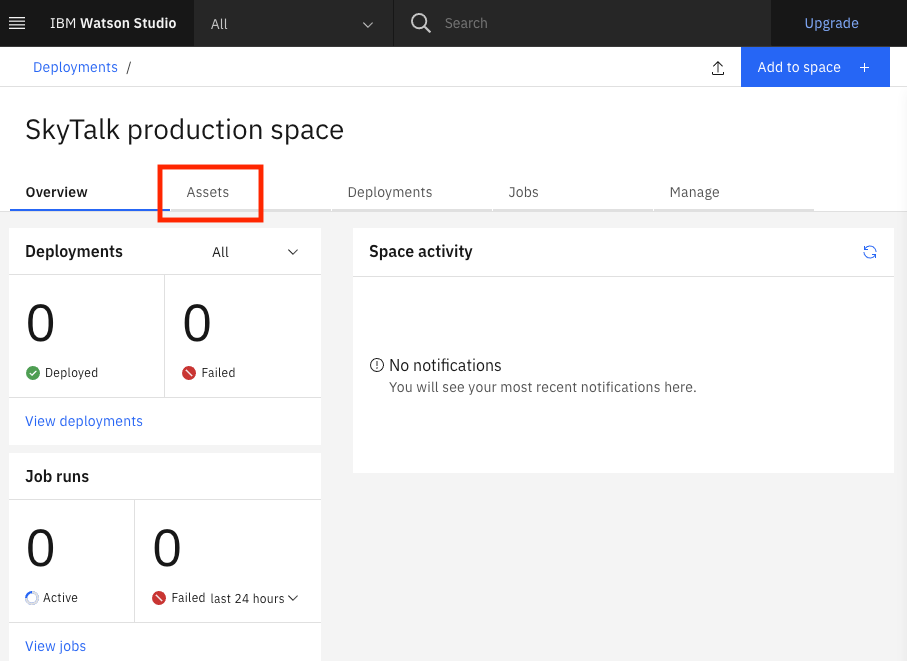 IBM Watson Studio All Search Upgrade
Deployments / Add to space +
SkyTalk production space
Overview Assets Deployments Jobs Manage
Deployments All
Space activity
0 0
Deployed Failed
No notifications
You will see your most recent notifications here.
View deployments
Job runs
0 0
Active Failed last 24 hours
View jobs